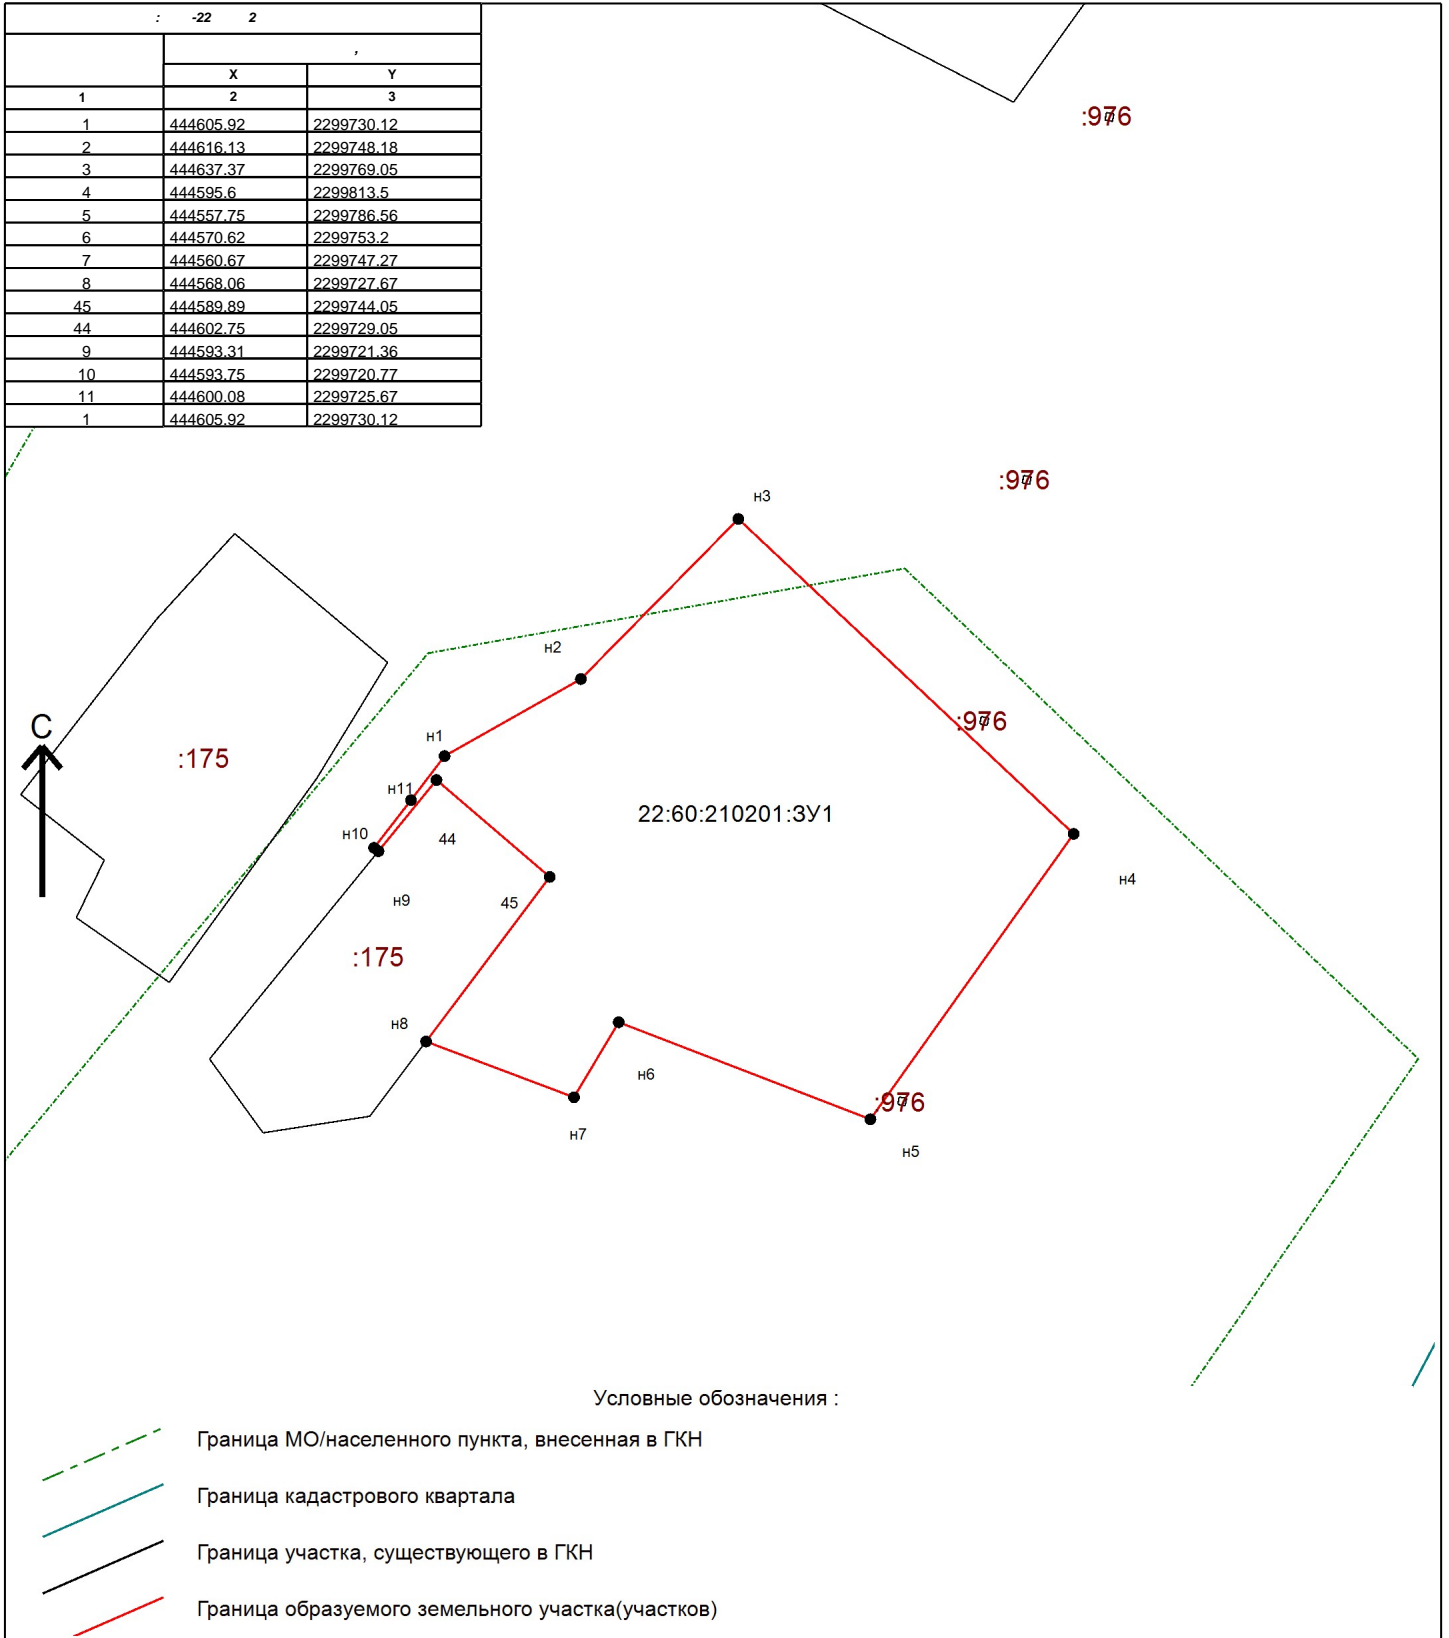 : -22 2
,
X Y
1 2 3
1 444605.92 2299730.12
2 444616.13 2299748.18
3 444637.37 2299769.05
4 444595.6 2299813.5
5 444557.75 2299786.56
6 444570.62 2299753.2
7 444560.67 2299747.27
8 444568.06 2299727.67
45 444589.89 2299744.05
44 444602.75 2299729.05
9 444593.31 2299721.36
10 444593.75 2299720.77
11 444600.08 2299725.67
1 444605.92 2299730.12
:976
:976
н3
н2
:976
С
н1
:175
н11
22:60:210201:ЗУ1
н10
44
н4
н9
45
:175
н8
н6
:976
н7
н5
Условные обозначения :
Граница МО/населенного пункта, внесенная в ГКН
Граница кадастрового квартала
Граница участка, существующего в ГКН
Граница образуемого земельного участка(участков)